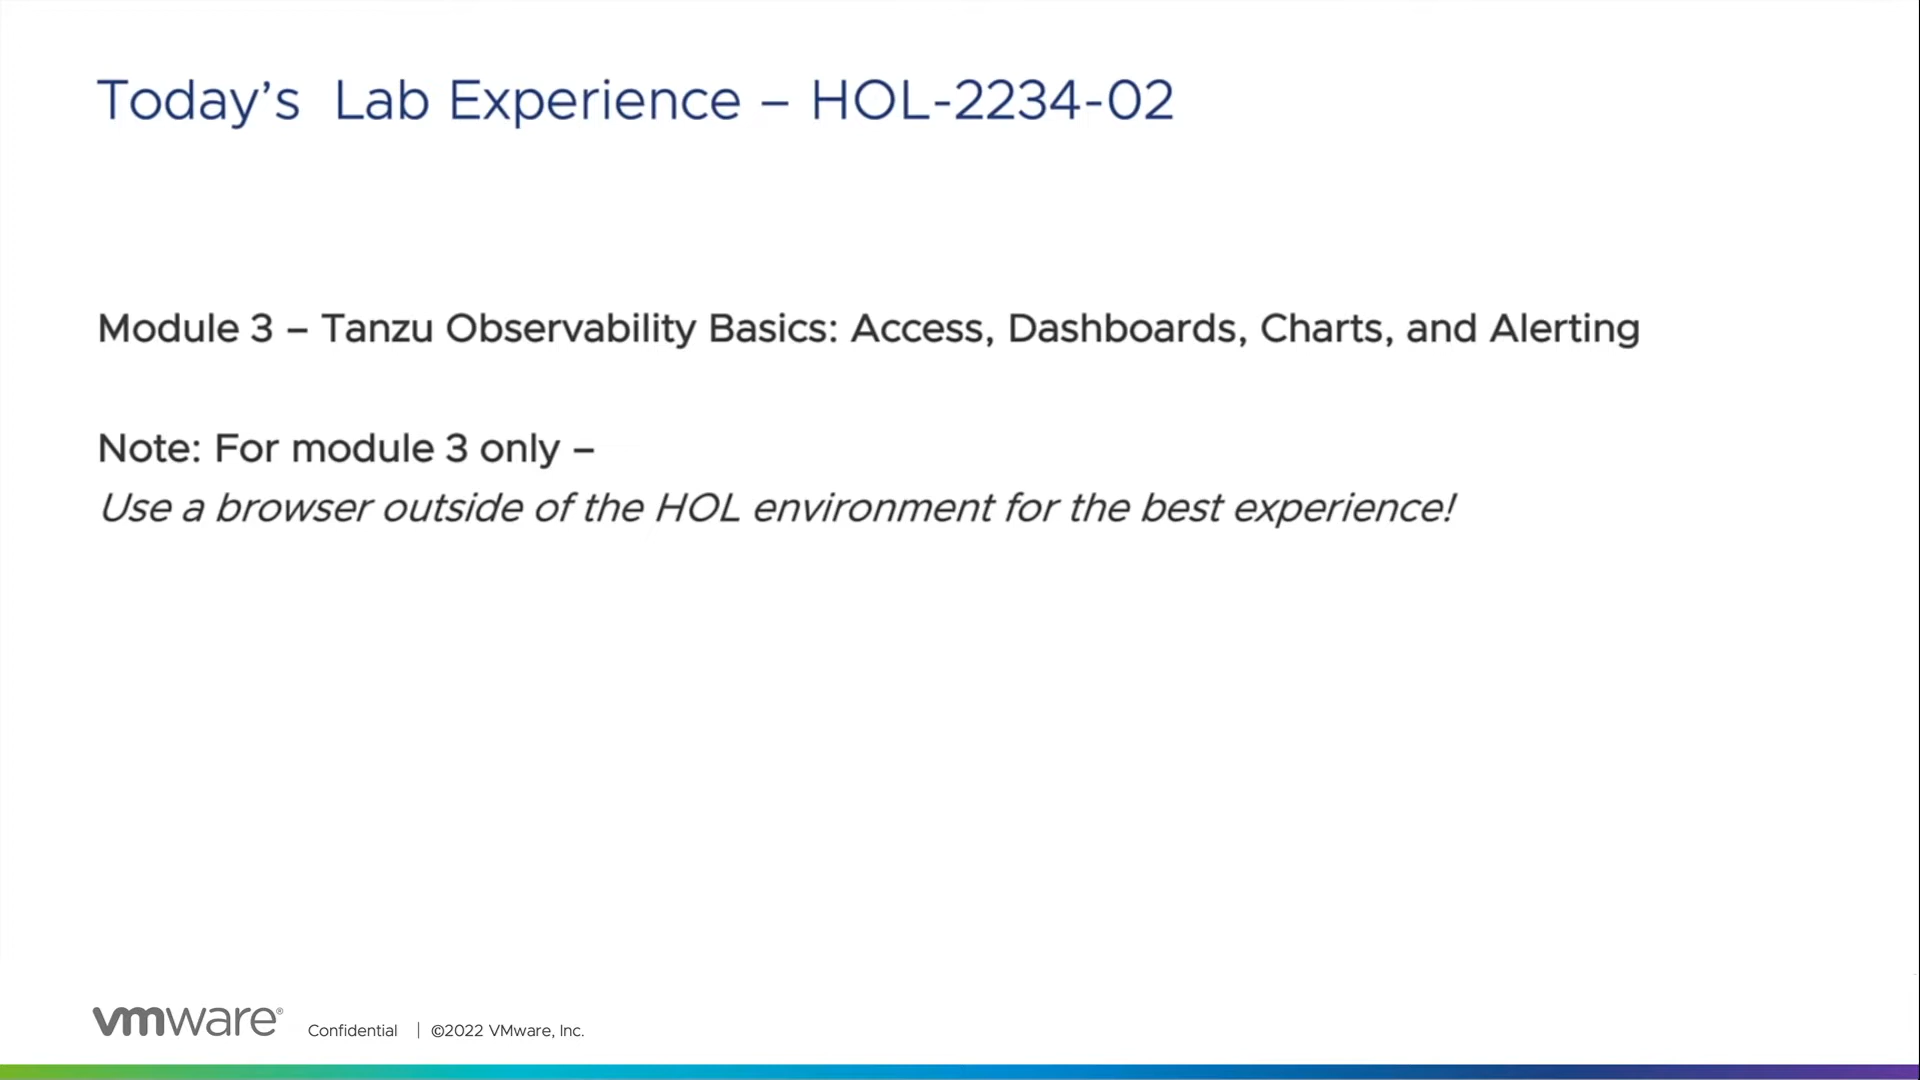 Today’s  Lab Experience – HOL-2234-02
Module 3 – Tanzu Observability Basics: Access, Dashboards, Charts, and Alerting
Note: For module 3 only –
Use a browser outside of the HOL environment for the best experience!
vmware® Confidential | ©2022 VMware, Inc.